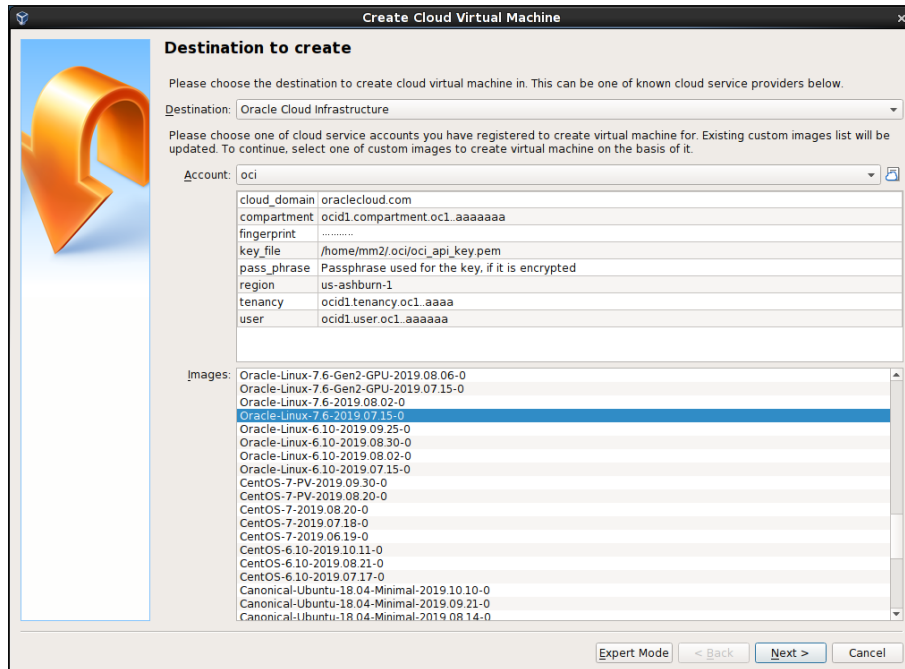 Create Cloud Virtual Machine
Destination to create
Please choose the destination to create cloud virtual machine in. This can be one of known cloud service providers below.
Destination: Oracle Cloud Infrastructure
Please choose one of cloud service accounts you have registered to create virtual machine for. Existing custom images list will be
updated. To continue, select one of custom images to create virtual machine on the basis of it.
Account: oci
cloud_domain oraclecloud.com
compartment ocid1.compartment.oc1..aaaaaaa
fingerprint ...........
key_file /home/mm2/.oci/oci_api_key.pem
pass_phrase Passphrase used for the key, if it is encrypted
region us-ashburn-1
tenancy ocid1.tenancy.oc1..aaaa
user ocid1.user.oc1..aaaaaa
Images: Oracle-Linux-7.6-Gen2-GPU-2019.08.06-0
Oracle-Linux-7.6-Gen2-GPU-2019.07.15-0
Oracle-Linux-7.6-2019.08.02-0
Oracle-Linux-7.6-2019.07.15-0
Oracle-Linux-6.10-2019.09.25-0
Oracle-Linux-6.10-2019.08.30-0
Oracle-Linux-6.10-2019.08.02-0
Oracle-Linux-6.10-2019.07.15-0
CentOS-7-PV-2019.09.30-0
CentOS-7-PV-2019.08.20-0
CentOS-7-2019.08.20-0
CentOS-7-2019.07.18-0
CentOS-7-2019.06.19-0
CentOS-6.10-2019.10.11-0
CentOS-6.10-2019.08.21-0
CentOS-6.10-2019.07.17-0
Canonical-Ubuntu-18.04-Minimal-2019.10.10-0
Canonical-Ubuntu-18.04-Minimal-2019.09.21-0
Canonical-Ubuntu-18.04-Minimal-2019.08.14-0
Expert Mode < Back Next > Cancel